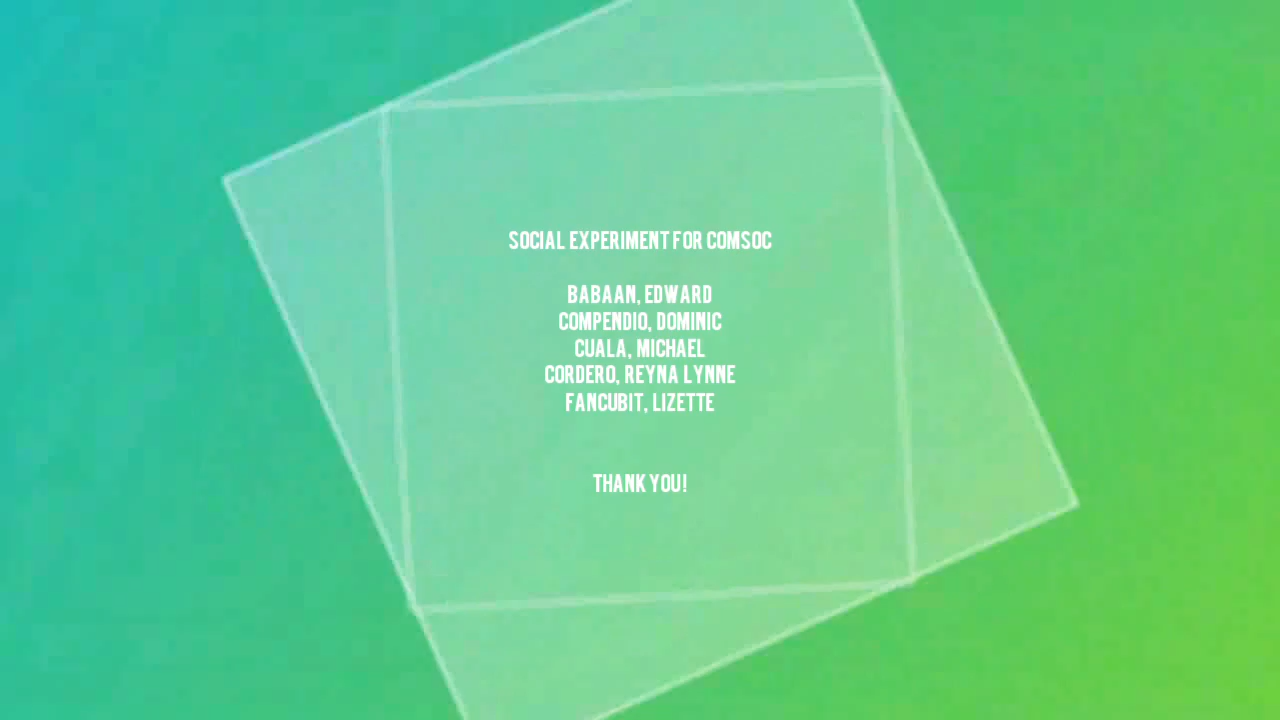 SOCIAL EXPERIMENT FOR COMSOC
BABAAN, EDWARD
COMPENDIO, DOMINIC
CUALA, MICHAEL
CORDERO, REYNA LYNNE
FANCUBIT, LIZETTE
THANK YOU!